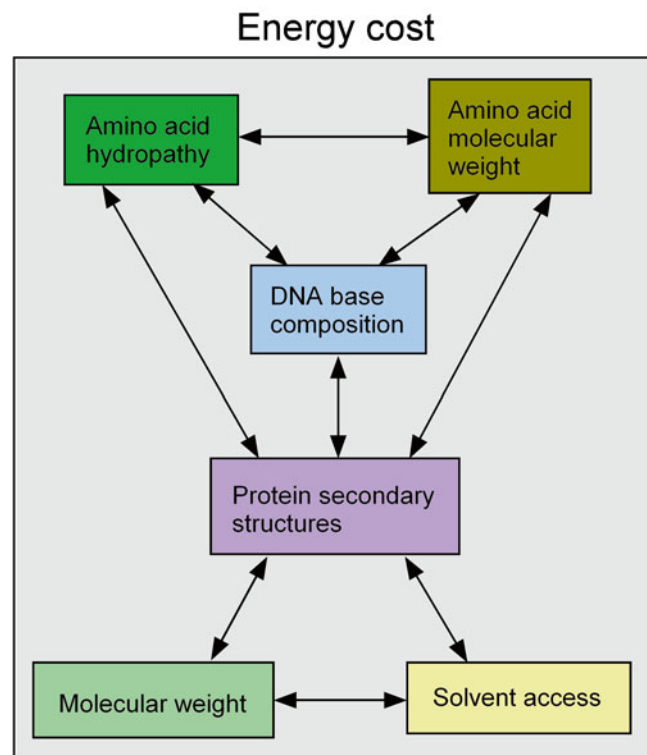 Energy cost
Amino acid
hydropathy
Amino acid
molecular
weight
DNA base
composition
Protein secondary
structures
Molecular weight
Solvent access